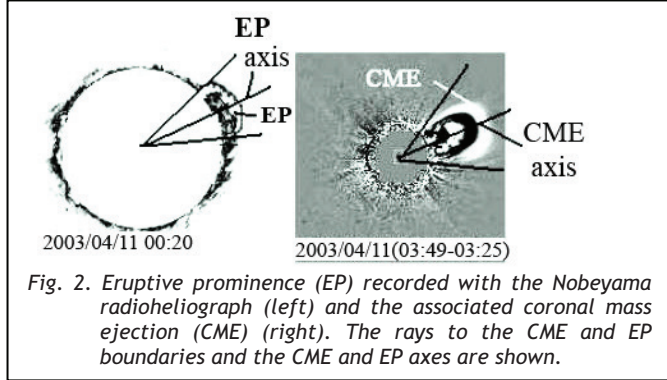 EP
axis
EP
2003/04/11 00:20
CME
CME
axis
2003/04/11(03:49-03:25)
Fig. 2. Eruptive prominence (EP) recorded with the Nobeyama
radioheliograph (left) and the associated coronal mass
ejection (CME) (right). The rays to the CME and EP
boundaries and the CME and EP axes are shown.